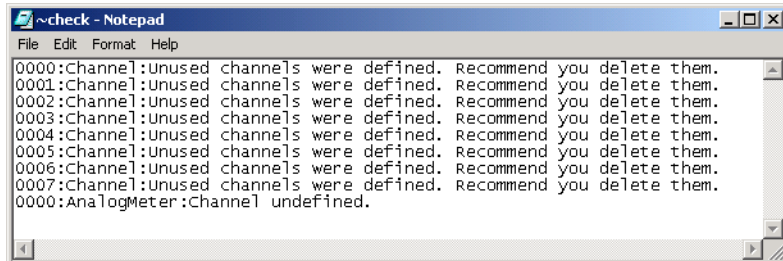 ~check - Notepad
File Edit Format Help
0000:Channel:Unused channels were defined. Recommend you delete them.
0001:Channel:Unused channels were defined. Recommend you delete them.
0002:Channel:Unused channels were defined. Recommend you delete them.
0003:Channel:Unused channels were defined. Recommend you delete them.
0004:Channel:Unused channels were defined. Recommend you delete them.
0005:Channel:Unused channels were defined. Recommend you delete them.
0006:Channel:Unused channels were defined. Recommend you delete them.
0007:Channel:Unused channels were defined. Recommend you delete them.
0000:AnalogMeter:Channel undefined.